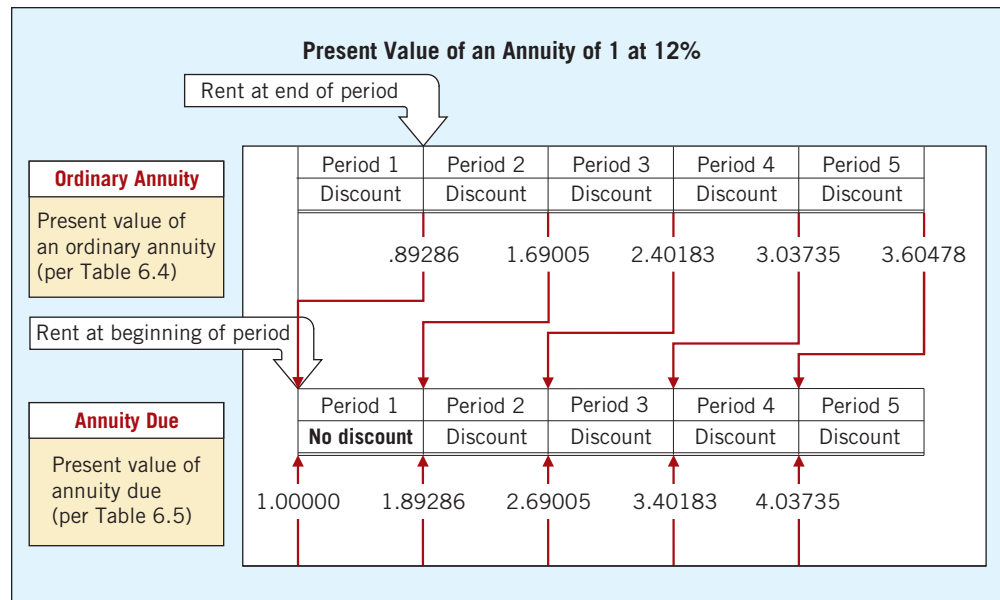 Present Value of an Annuity of 1 at 12%
Rent at end of period
Ordinary Annuity
Present value of
an ordinary annuity
(per Table 6.4)
Period 1 Period 2 Period 3 Period 4 Period 5
Discount Discount Discount Discount Discount
.89286 1.69005 2.40183 3.03735 3.60478
Rent at beginning of period
Annuity Due
Present value of
annuity due
(per Table 6.5)
Period 1 Period 2 Period 3 Period 4 Period 5
No discount Discount Discount Discount Discount
1.00000 1.89286 2.69005 3.40183 4.03735